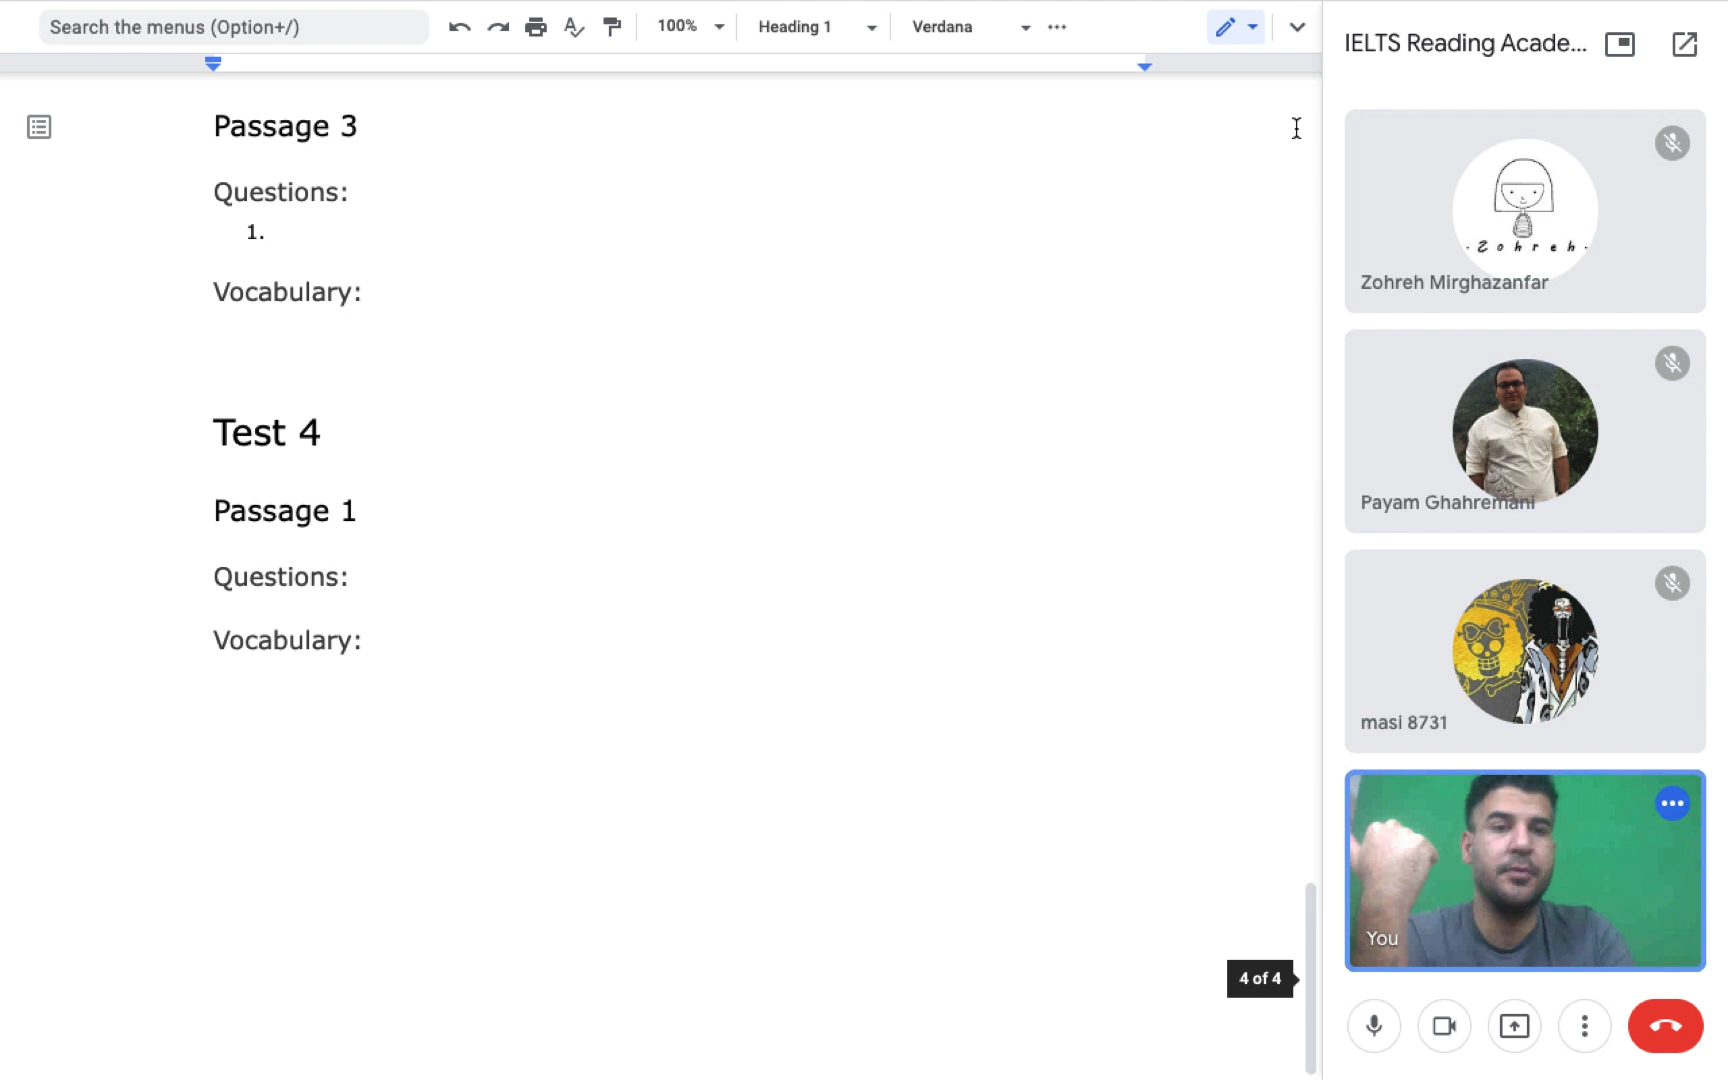 Search the menus (Option+/)
100%
Heading 1
Verdana
IELTS Reading Acade...
Passage 3
Questions:
1.
Vocabulary:
Test 4
Passage 1
Questions:
Vocabulary:
4 of 4
· Z o h r e h ·
Zohreh Mirghazanfar
Payam Ghahremani
masi 8731
You